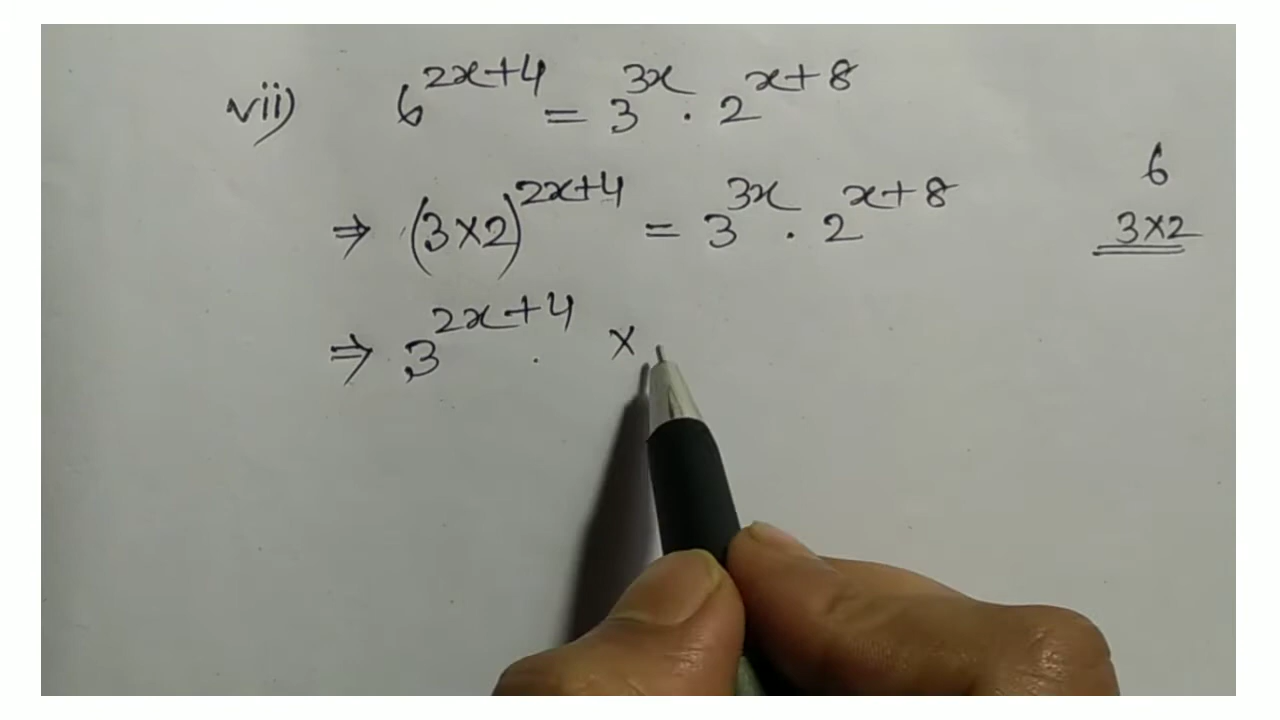 vii) 6^{2x+4} = 3^{3x} . 2^{x+8}
⇒ (3×2)^{2x+4} = 3^{3x} . 2^{x+8}
⇒ 3^{2x+4} ×
6
3×2